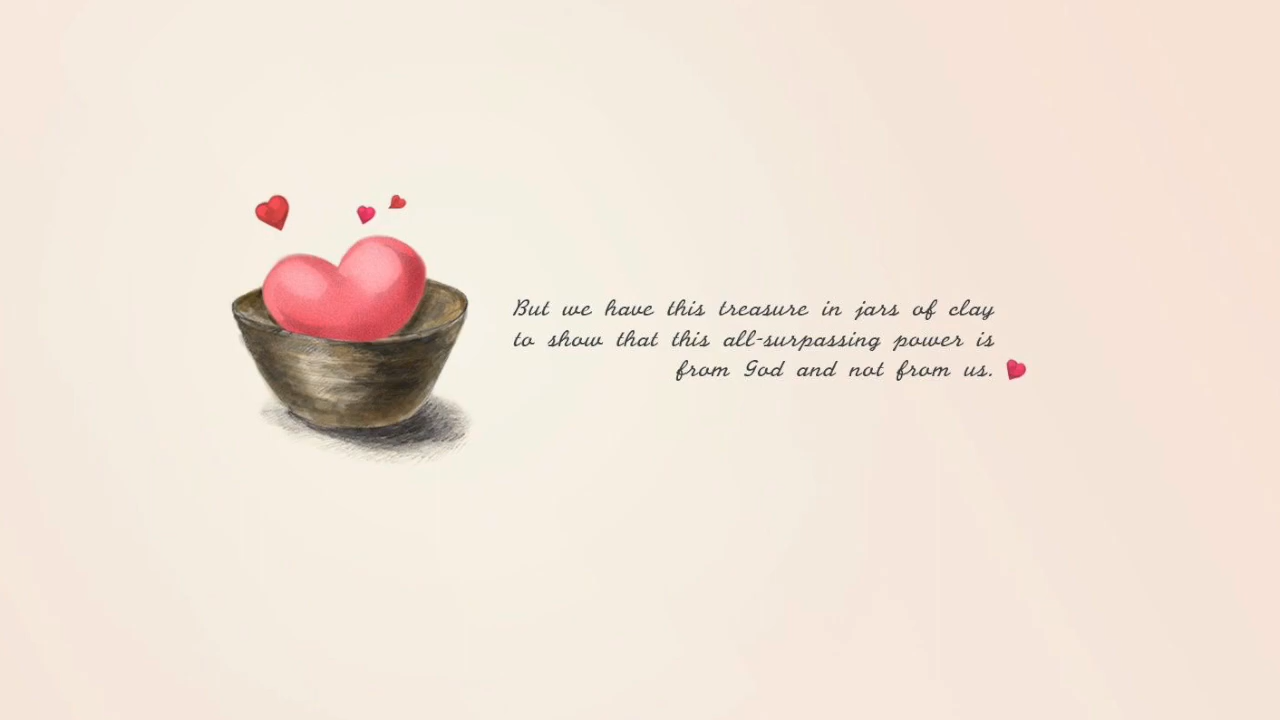 But we have this treasure in jars of clay
to show that this all-surpassing power is
from God and not from us.